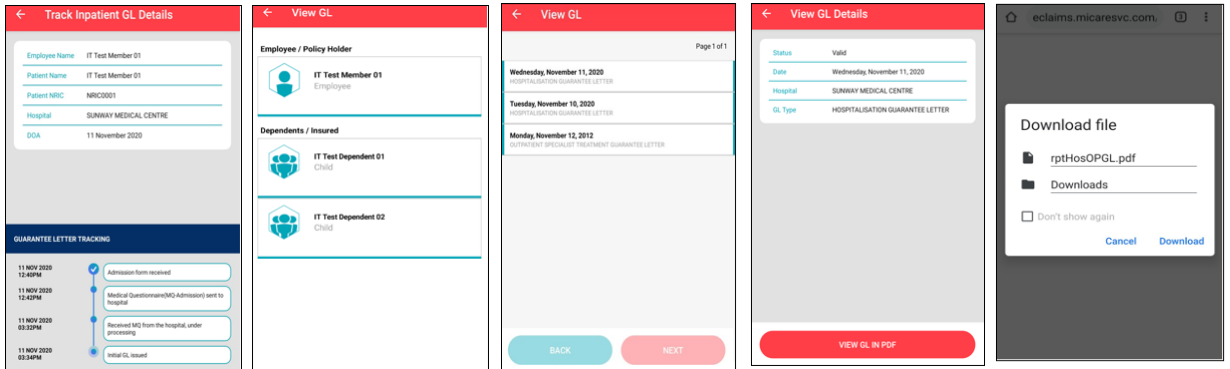 Track Inpatient GL Details
Employee Name IT Test Member 01
Patient Name IT Test Member 01
Patient NRIC NRIC0001
Hospital SUNWAY MEDICAL CENTRE
DOA 11 November 2020
GUARANTEE LETTER TRACKING
11 NOV 2020
12:40PM
Admission form received
11 NOV 2020
12:42PM
Medical Questionnaire(MQ-Admission) sent to
hospital
11 NOV 2020
03:32PM
Received MQ from the hospital, under
processing
11 NOV 2020
03:34PM
Initial GL issued
View GL
Employee / Policy Holder
IT Test Member 01
Employee
Dependents / Insured
IT Test Dependent 01
Child
IT Test Dependent 02
Child
View GL
Page 1 of 1
Wednesday, November 11, 2020
HOSPITALISATION GUARANTEE LETTER
Tuesday, November 10, 2020
HOSPITALISATION GUARANTEE LETTER
Monday, November 12, 2012
OUTPATIENT SPECIALIST TREATMENT GUARANTEE LETTER
BACK NEXT
View GL Details
Status Valid
Date Wednesday, November 11, 2020
Hospital SUNWAY MEDICAL CENTRE
GL Type HOSPITALISATION GUARANTEE LETTER
VIEW GL IN PDF
eclaims.micaresvc.com. 3
Download file
rptHosOPGL.pdf
Downloads
Don't show again
Cancel Download